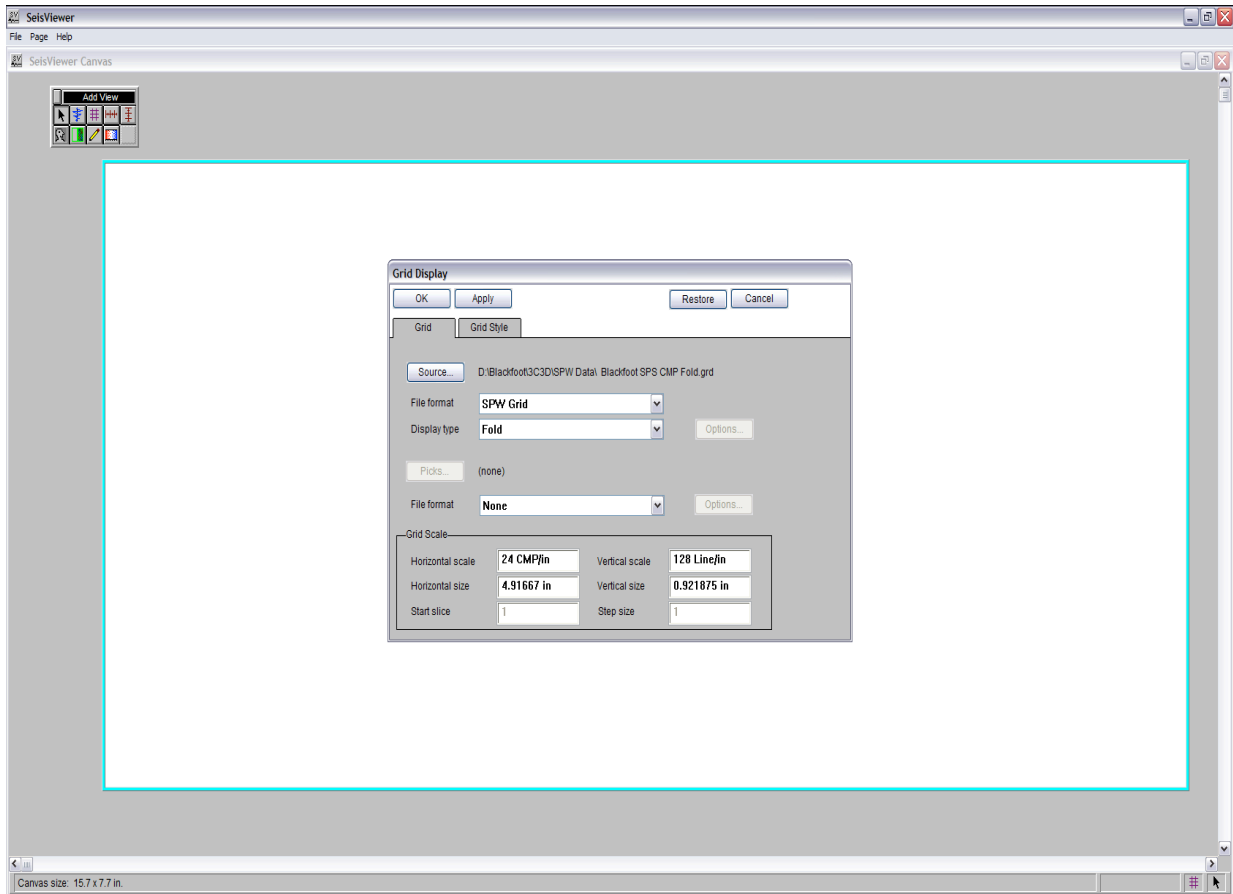 SV SeisViewer
File Page Help
SV SeisViewer Canvas
Add View
Grid Display
OK Apply Restore Cancel
Grid Grid Style
Source... D:\Blackfoot\3C3D\SPW Data\ Blackfoot SPS CMP Fold.grd
File format SPW Grid
Display type Fold Options...
Picks... (none)
File format None Options...
Grid Scale
Horizontal scale 24 CMP/in Vertical scale 128 Line/in
Horizontal size 4.91667 in Vertical size 0.921875 in
Start slice 1 Step size 1
Canvas size: 15.7 x 7.7 in.